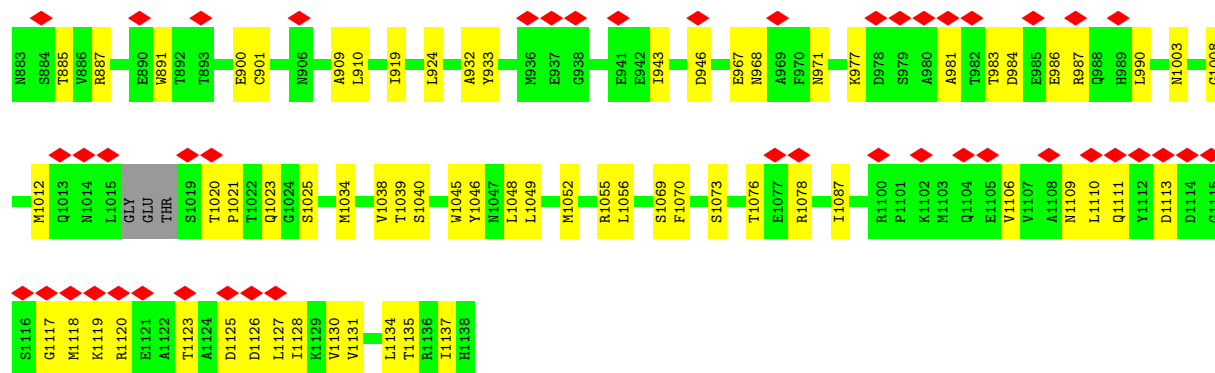 N883 S884 T885 V886 R887 E890 W891 T892 T893 E900 C901 N906 A909 L910 I919 L924 A932 Y933 M936 E937 G938 E941 E942 I943 D946 E967 N968 A969 F970 N971 K977 D978 S979 A980 A981 T982 T983 D984 E985 E986 R987 Q988 H989 L990 N1003 G1008
M1012 Q1013 N1014 L1015 GLY GLU THR S1019 T1020 P1021 T1022 Q1023 G1024 S1025 M1034 V1038 T1039 S1040 W1045 Y1046 N1047 L1048 L1049 M1052 R1055 L1056 S1069 F1070 S1073 T1076 E1077 R1078 I1087 R1100 P1101 K1102 M1103 Q1104 E1105 V1106 V1107 A1108 N1109 L1110 Q1111 Y1112 D1113 D1114 G1115
S1116 G1117 M1118 K1119 R1120 E1121 A1122 T1123 A1124 D1125 D1126 L1127 I1128 K1129 V1130 V1131 L1134 T1135 R1136 I1137 H1138